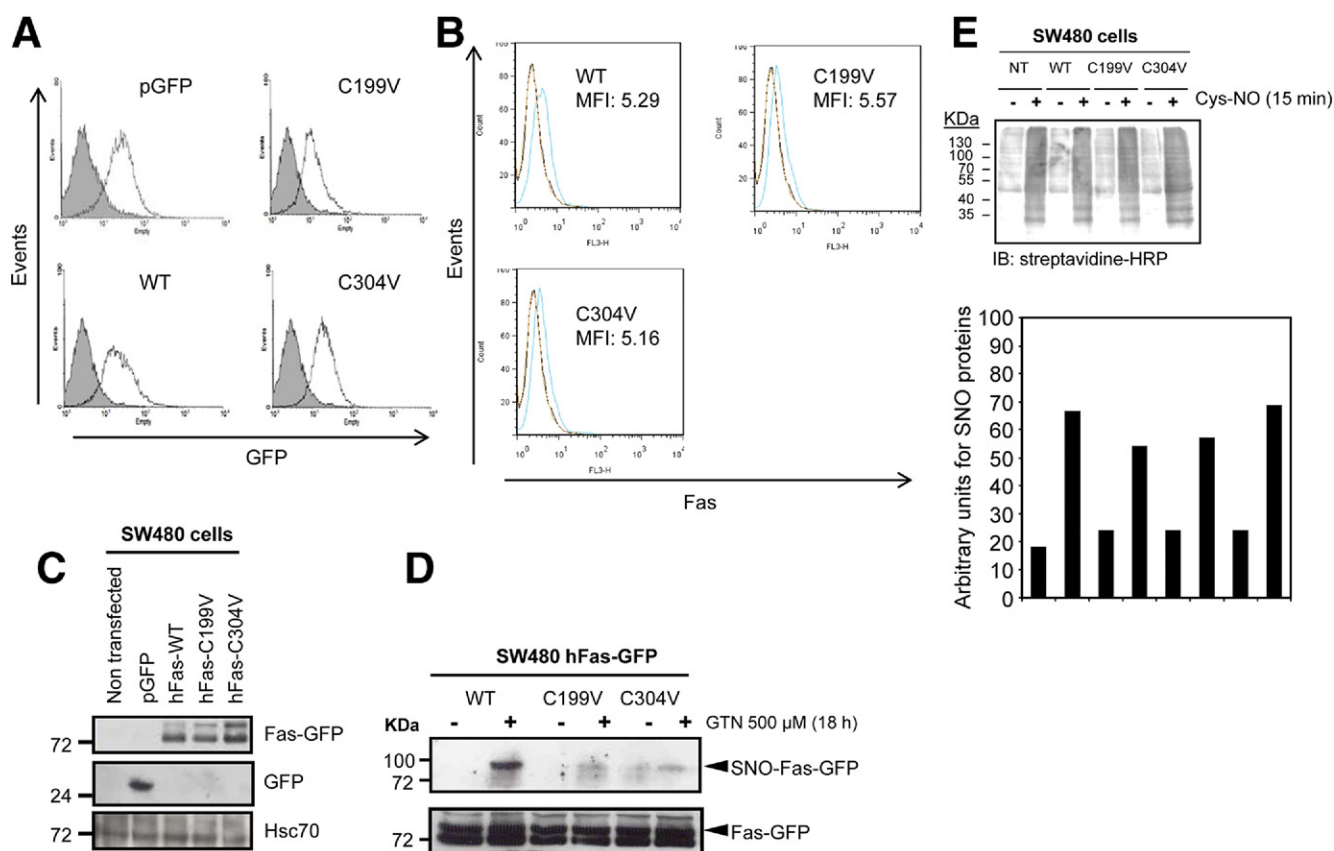 A
pGFP
C199V
WT
C304V
Events
GFP
B
WT
MFI: 5.29
C199V
MFI: 5.57
C304V
MFI: 5.16
Events
Count
FL3-H
Fas
C
SW480 cells
Non transfected
pGFP
hFas-WT
hFas-C199V
hFas-C304V
72
Fas-GFP
24
GFP
72
Hsc70
D
SW480 hFas-GFP
WT C199V C304V
KDa - + - + - + GTN 500 µM (18 h)
100
72
SNO-Fas-GFP
72
Fas-GFP
E
SW480 cells
NT WT C199V C304V
- + - + - + - + Cys-NO (15 min)
KDa
130
100
70
55
40
35
IB: streptavidine-HRP
Arbitrary units for SNO proteins
100
90
80
70
60
50
40
30
20
10
0